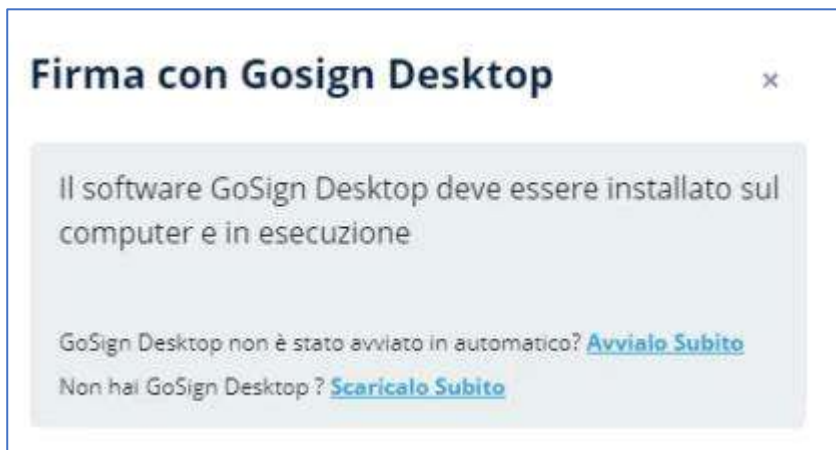 Firma con Gosign Desktop ×
Il software GoSign Desktop deve essere installato sul
computer e in esecuzione
GoSign Desktop non è stato avviato in automatico? Avvialo Subito
Non hai GoSign Desktop ? Scaricalo Subito